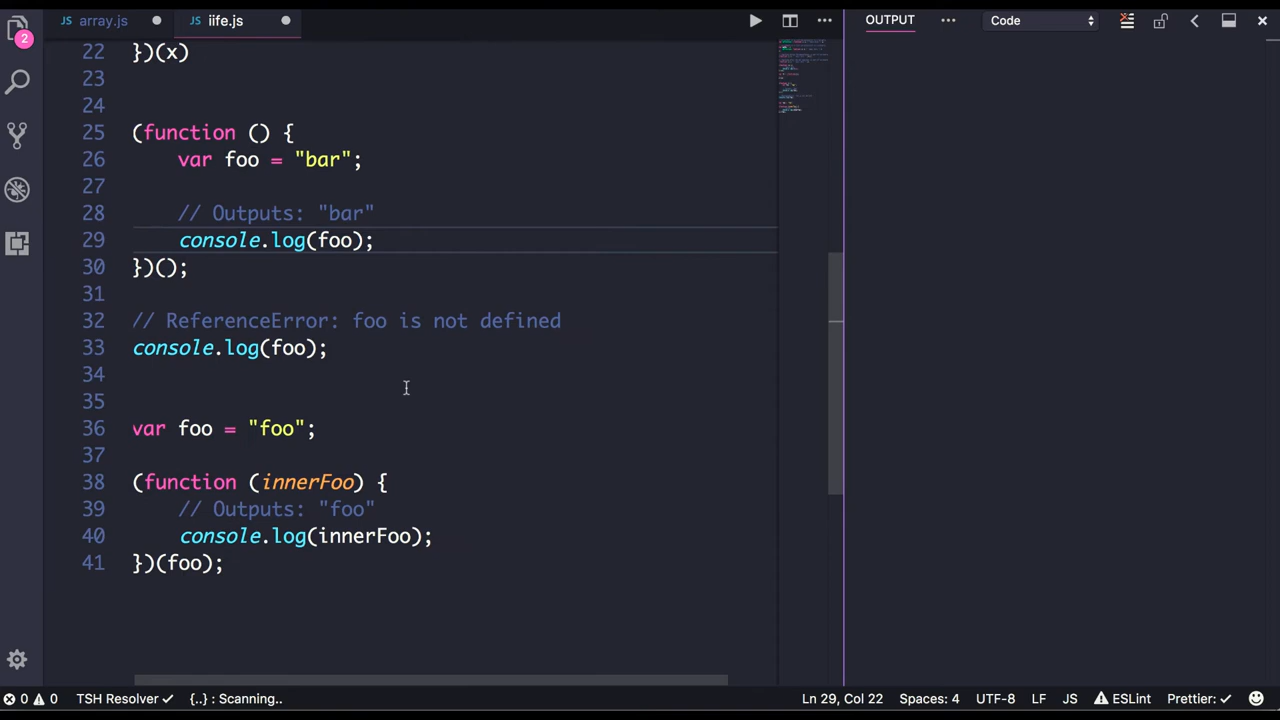 JS array.js JS iife.js OUTPUT ... Code
2
22 })(x)
23
24
25 (function () {
26 var foo = "bar";
27
28 // Outputs: "bar"
29 console.log(foo);
30 })();
31
32 // ReferenceError: foo is not defined
33 console.log(foo);
34
35
36 var foo = "foo";
37
38 (function (innerFoo) {
39 // Outputs: "foo"
40 console.log(innerFoo);
41 })(foo);
0 0 TSH Resolver {..} : Scanning.. Ln 29, Col 22 Spaces: 4 UTF-8 LF JS ESLint Prettier: